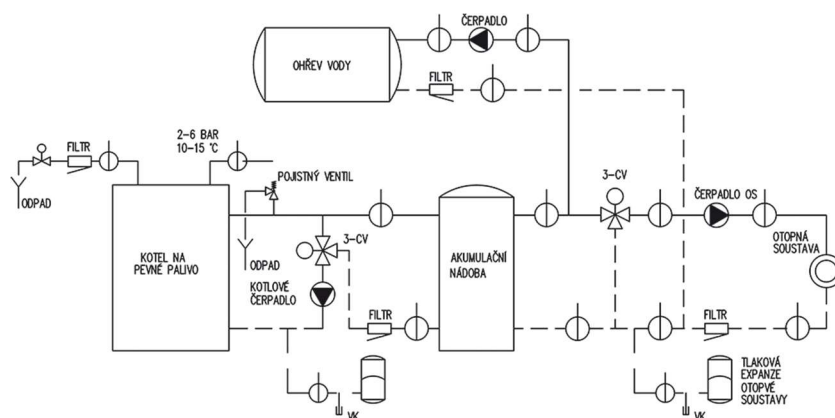 ČERPADLO
OHŘEV VODY
FILTR
2–6 BAR
10–15 °C
FILTR
ODPAD
POJISTNÝ VENTIL
3-CV
ČERPADLO OS
OTOPNÁ
SOUSTAVA
KOTEL NA
PEVNÉ PALIVO
ODPAD
3-CV
KOTLOVÉ
ČERPADLO
AKUMULAČNÍ
NÁDOBA
FILTR
FILTR
VK
TLAKOVÁ
EXPANZE
OTOPVÉ
SOUSTAVY
VK